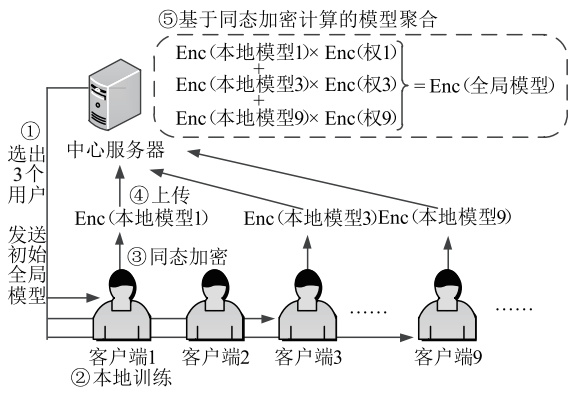 ⑤基于同态加密计算的模型聚合
Enc(本地模型1)× Enc(权1)
+
Enc(本地模型3)× Enc(权3)
+
Enc(本地模型9)× Enc(权9)
=Enc(全局模型)
中心服务器
①
选出
3个
用户
发送
初始
全局
模型
④上传
Enc(本地模型1)
Enc(本地模型3)
Enc(本地模型9)
③同态加密
……
……
客户端1
客户端2
客户端3
客户端9
②本地训练